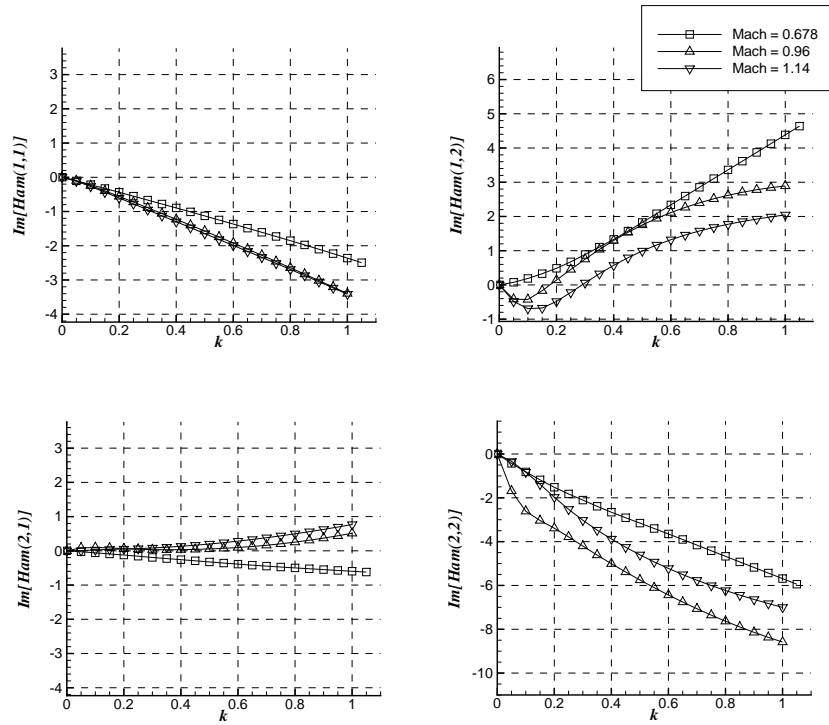 Mach = 0.678
Mach = 0.96
Mach = 1.14
Im[Ham(1,1)]
3
2
1
0
-1
-2
-3
-4
0 0.2 0.4 0.6 0.8 1
k
Im[Ham(1,2)]
6
5
4
3
2
1
0
-1
0 0.2 0.4 0.6 0.8 1
k
Im[Ham(2,1)]
3
2
1
0
-1
-2
-3
-4
0 0.2 0.4 0.6 0.8 1
k
Im[Ham(2,2)]
0
-2
-4
-6
-8
-10
0 0.2 0.4 0.6 0.8 1
k